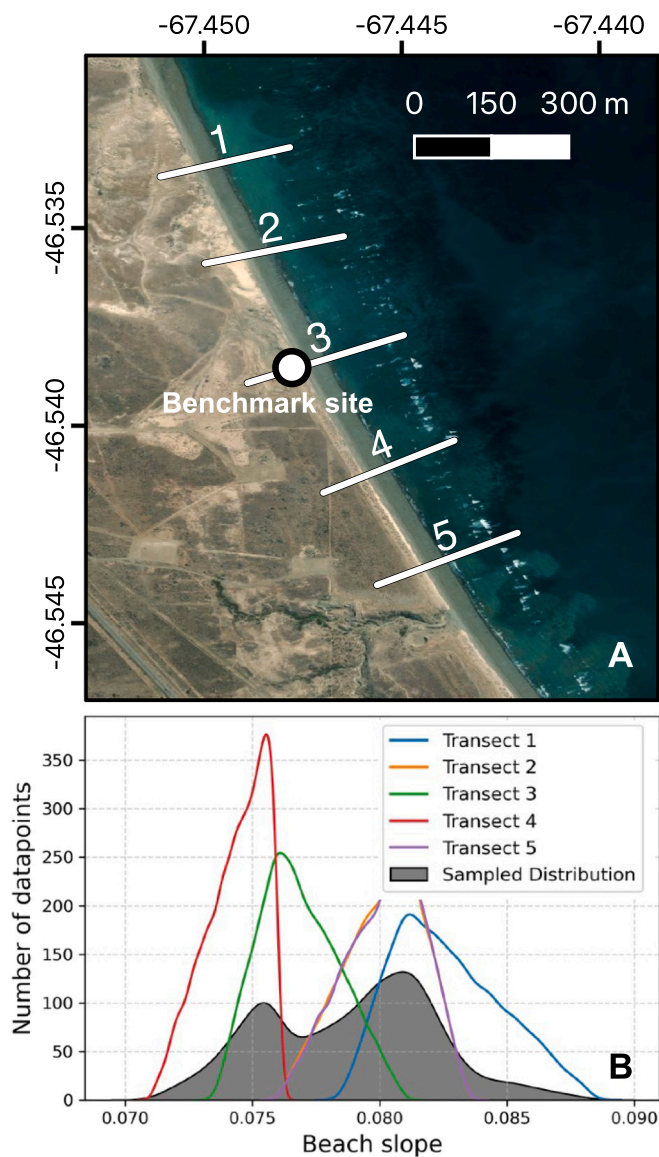 -67.450 -67.445 -67.440
0 150 300 m
1
-46.535
2
3
Benchmark site
-46.540
4
5
-46.545
A
350
300
250
200
150
100
50
0
Number of datapoints
Transect 1
Transect 2
Transect 3
Transect 4
Transect 5
Sampled Distribution
B
0.070 0.075 0.080 0.085 0.090
Beach slope